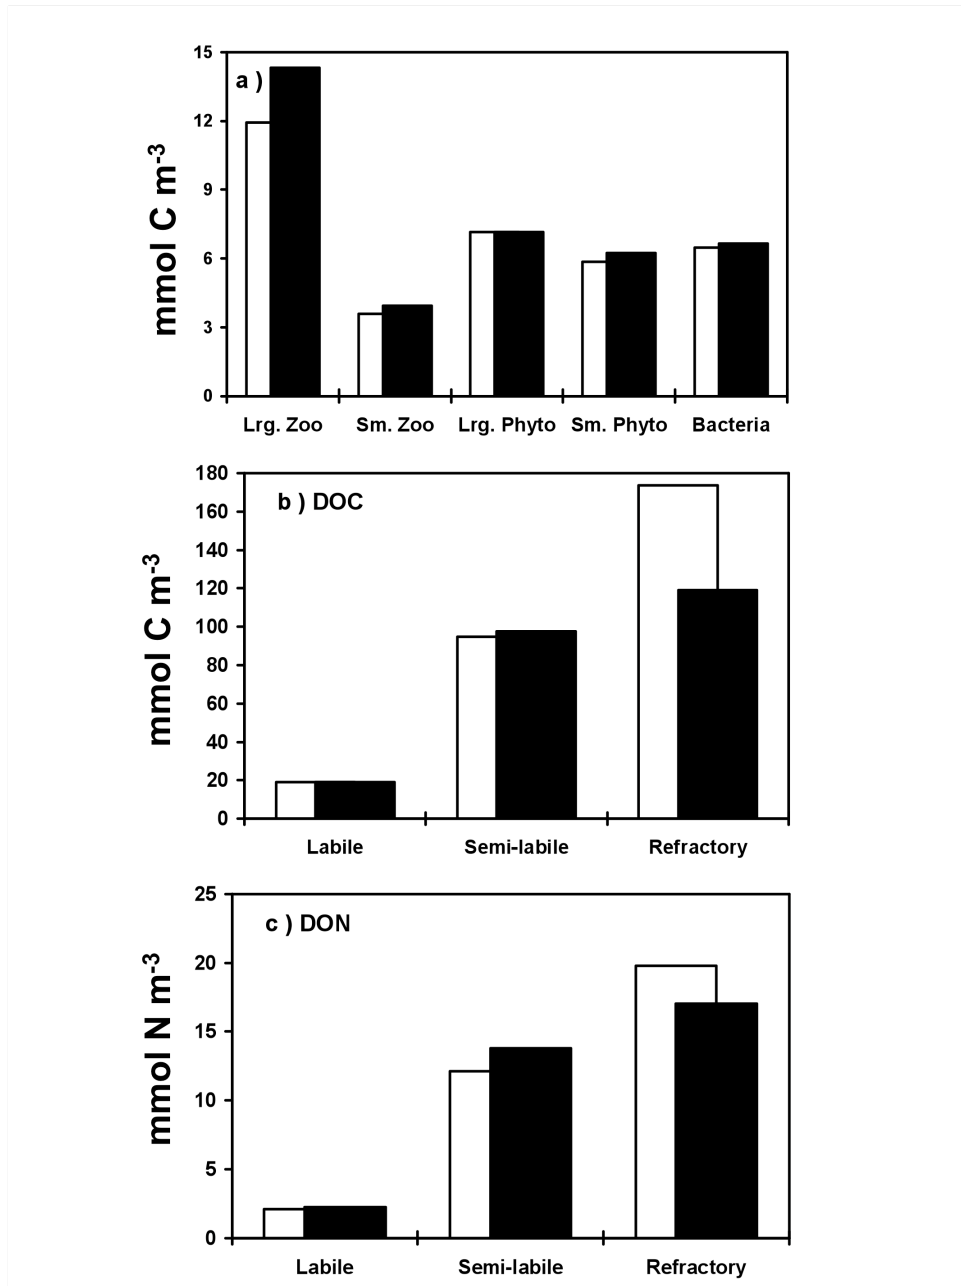 15
a )
12
9
6
3
0
mmol C m-3
Lrg. Zoo Sm. Zoo Lrg. Phyto Sm. Phyto Bacteria
180
b ) DOC
160
140
120
100
80
60
40
20
0
mmol C m-3
Labile Semi-labile Refractory
25
c ) DON
20
15
10
5
0
mmol N m-3
Labile Semi-labile Refractory